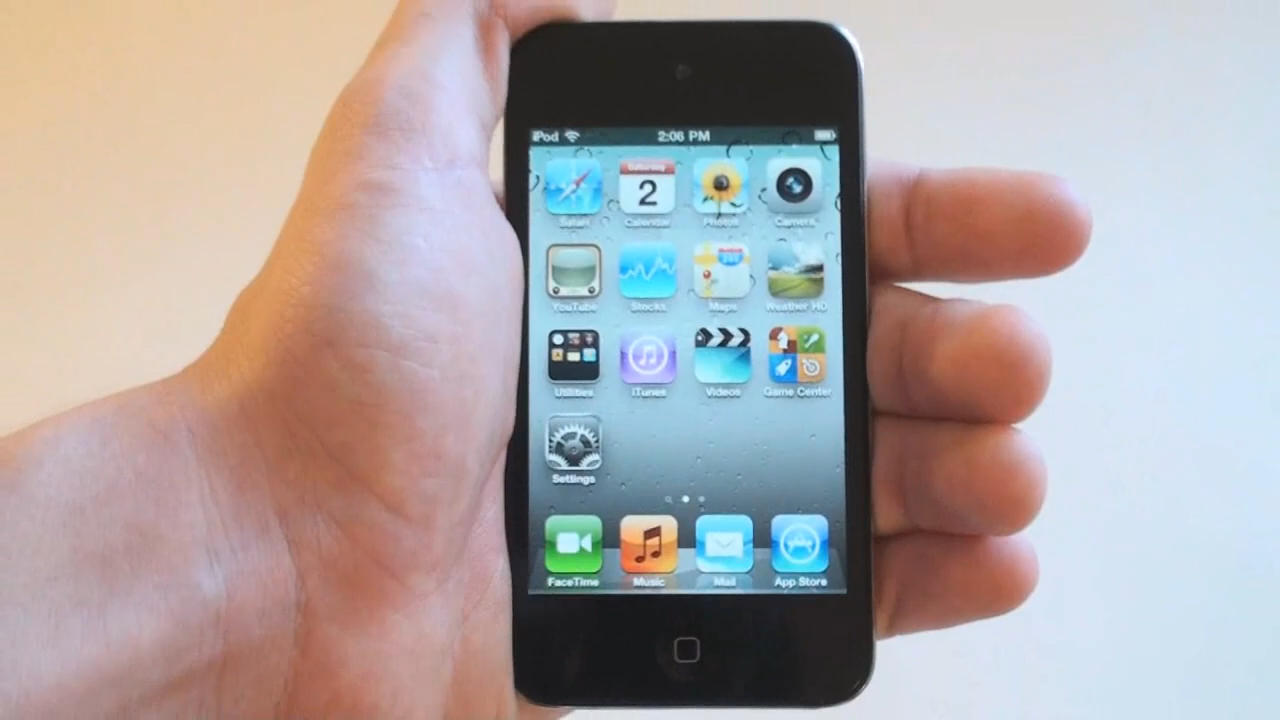 iPod 2:06 PM
Saturday
2
Safari Calendar Photos Camera
280
YouTube Stocks Maps Weather HD
Utilities iTunes Videos Game Center
Settings
FaceTime Music Mail App Store